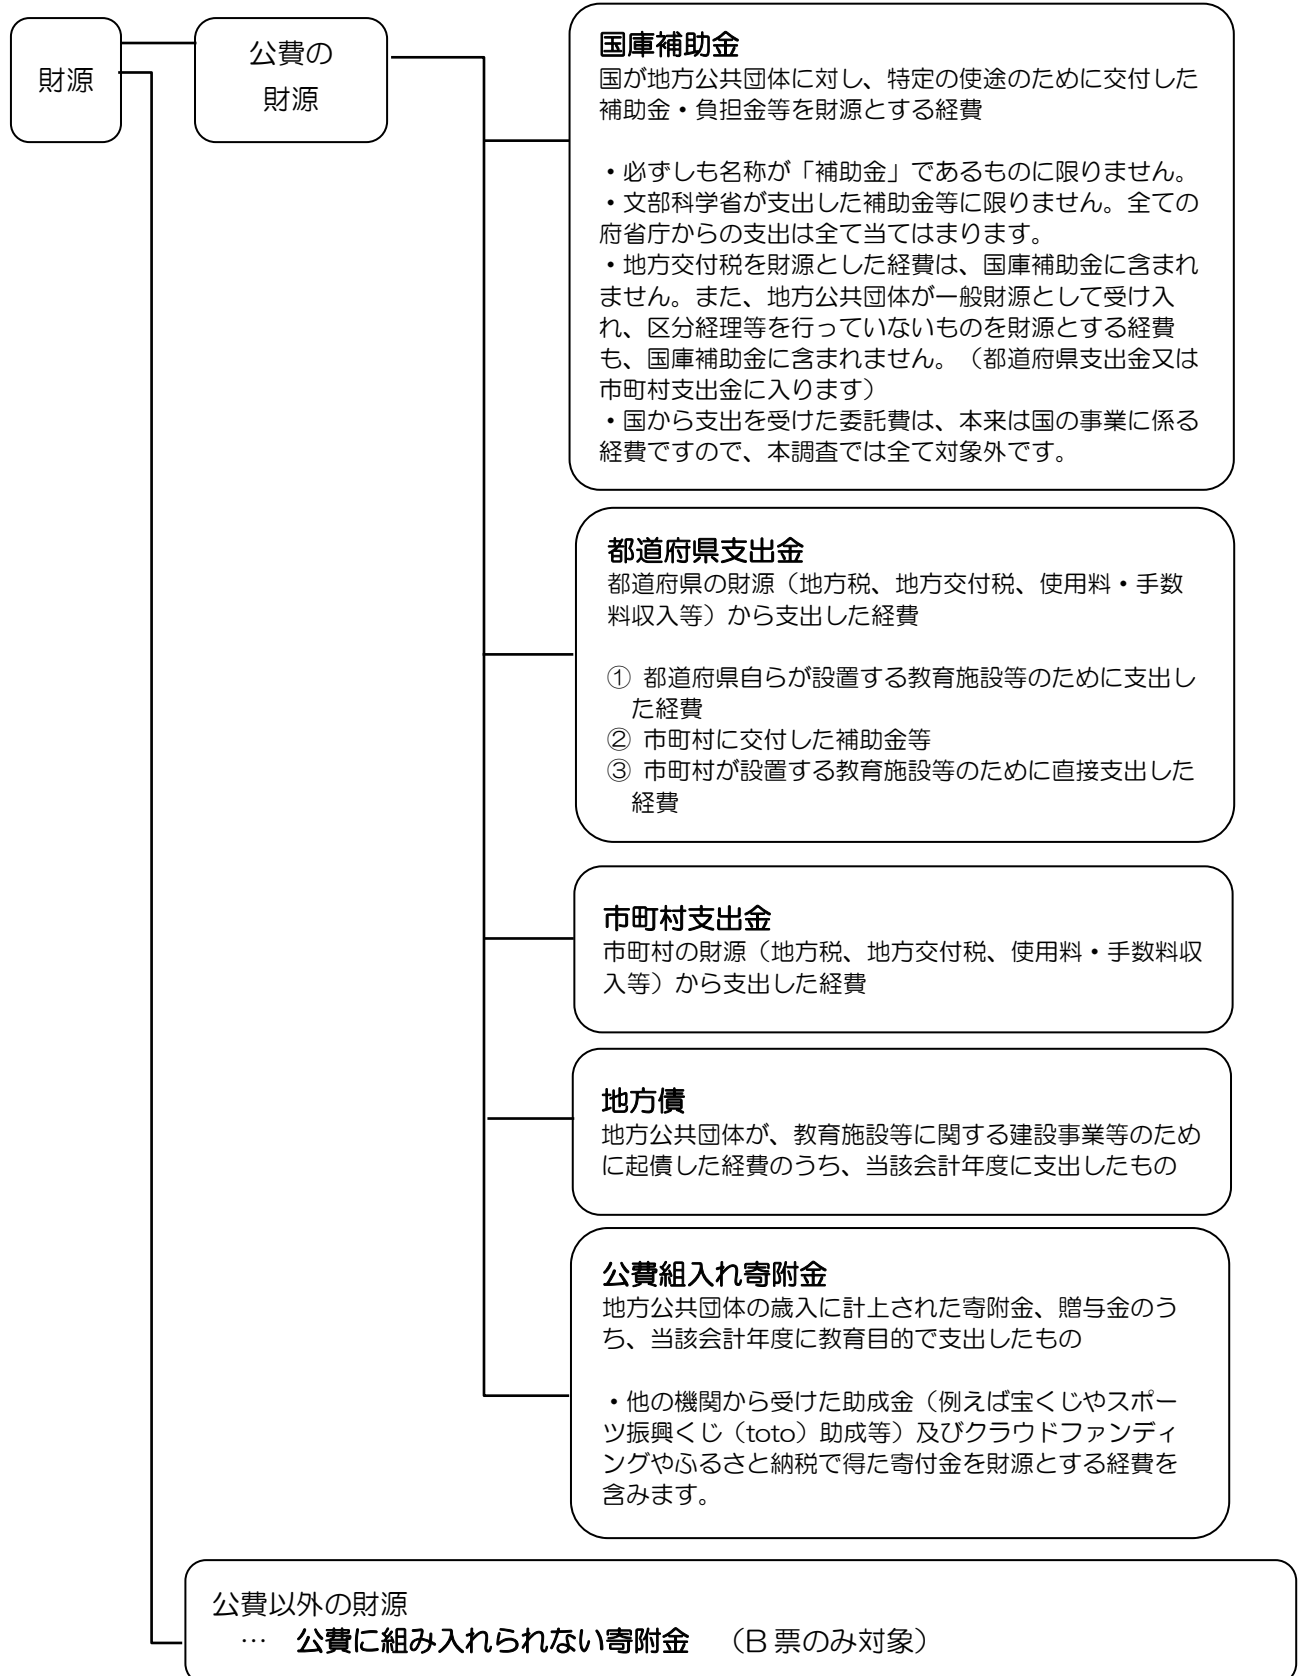 財源
公費の
財源
国庫補助金
国が地方公共団体に対し、特定の使途のために交付した
補助金・負担金等を財源とする経費
・必ずしも名称が「補助金」であるものに限りません。
・文部科学省が支出した補助金等に限りません。全ての
府省庁からの支出は全て当てはまります。
・地方交付税を財源とした経費は、国庫補助金に含まれ
ません。また、地方公共団体が一般財源として受け入
れ、区分経理等を行っていないものを財源とする経費
も、国庫補助金に含まれません。（都道府県支出金又は
市町村支出金に入ります）
・国から支出を受けた委託費は、本来は国の事業に係る
経費ですので、本調査では全て対象外です。
都道府県支出金
都道府県の財源（地方税、地方交付税、使用料・手数
料収入等）から支出した経費
① 都道府県自らが設置する教育施設等のために支出し
た経費
② 市町村に交付した補助金等
③ 市町村が設置する教育施設等のために直接支出した
経費
市町村支出金
市町村の財源（地方税、地方交付税、使用料・手数料収
入等）から支出した経費
地方債
地方公共団体が、教育施設等に関する建設事業等のため
に起債した経費のうち、当該会計年度に支出したもの
公費組入れ寄附金
地方公共団体の歳入に計上された寄附金、贈与金のう
ち、当該会計年度に教育目的で支出したもの
・他の機関から受けた助成金（例えば宝くじやスポー
ツ振興くじ（toto）助成等）及びクラウドファンディ
ングやふるさと納税で得た寄付金を財源とする経費を
含みます。
公費以外の財源
… 公費に組み入れられない寄附金 （B 票のみ対象）